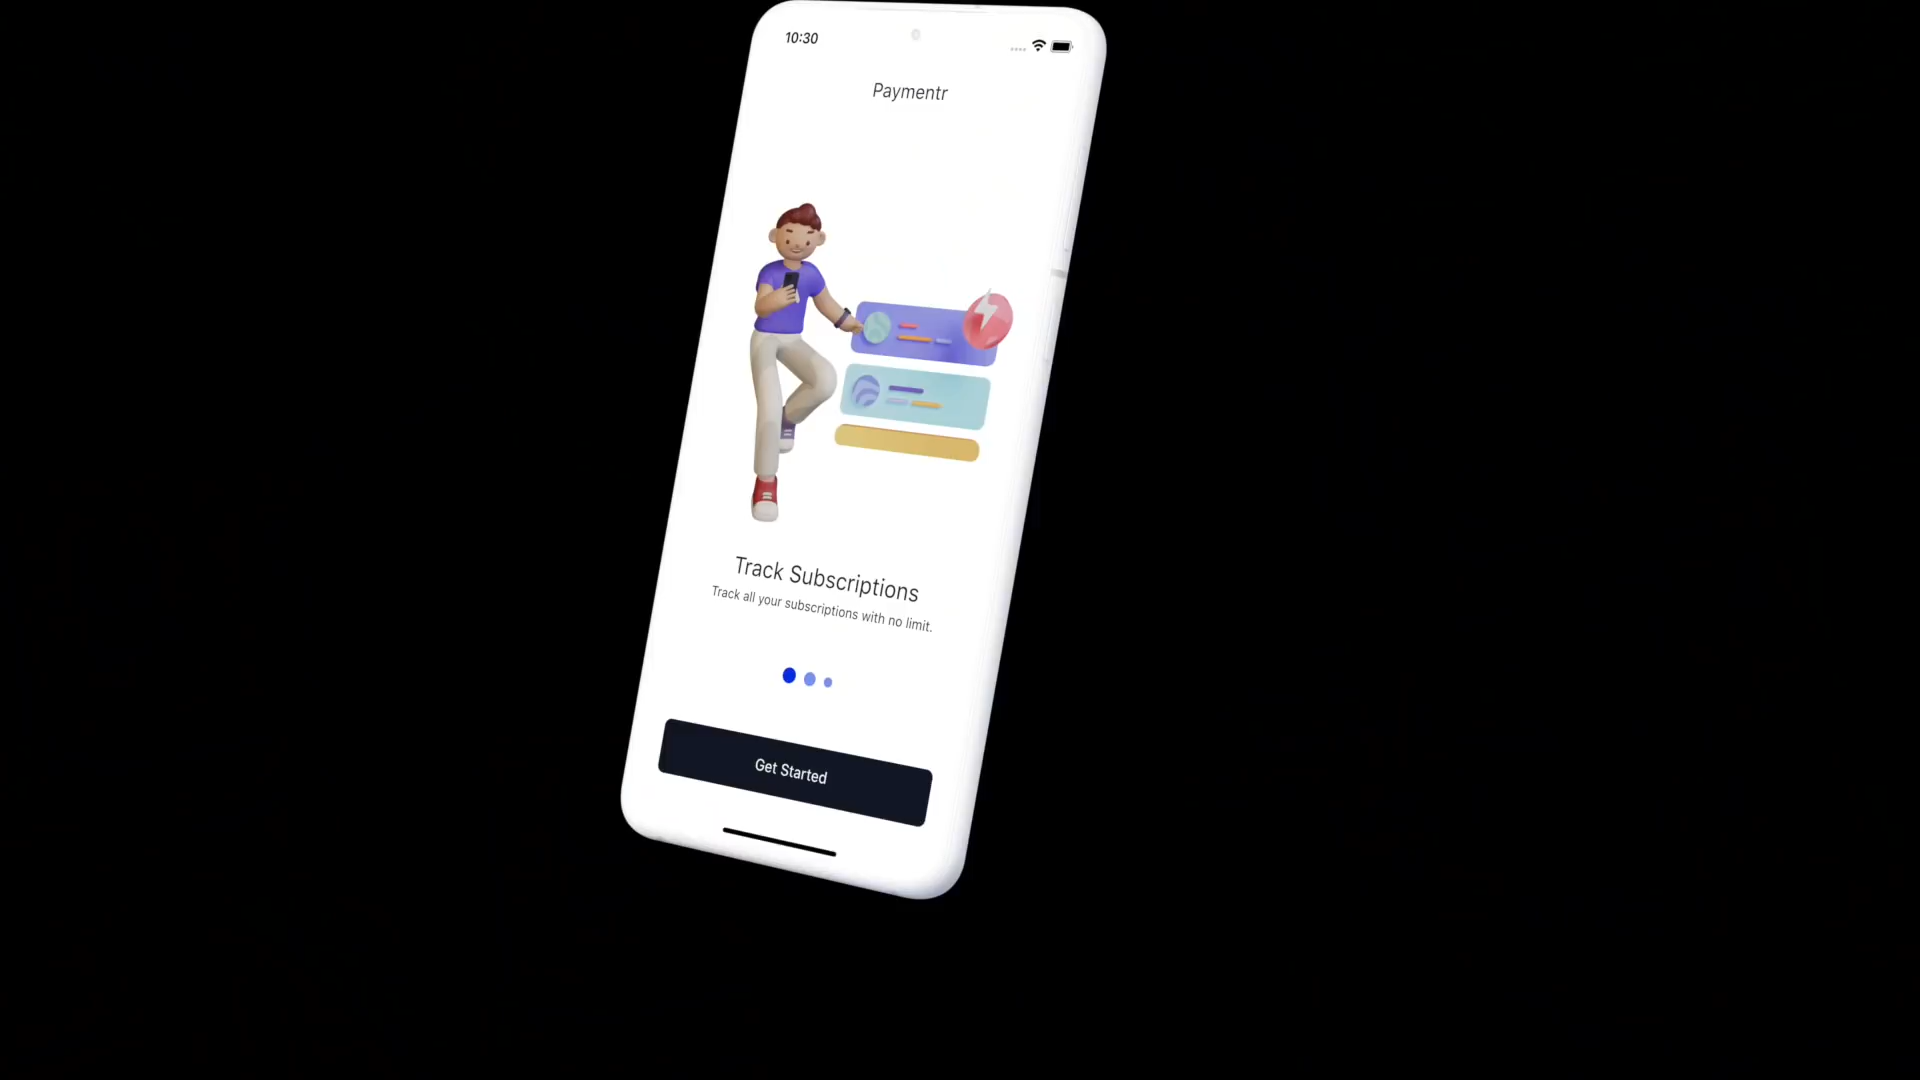 10:30
Paymentr
Track Subscriptions
Track all your subscriptions with no limit.
Get Started